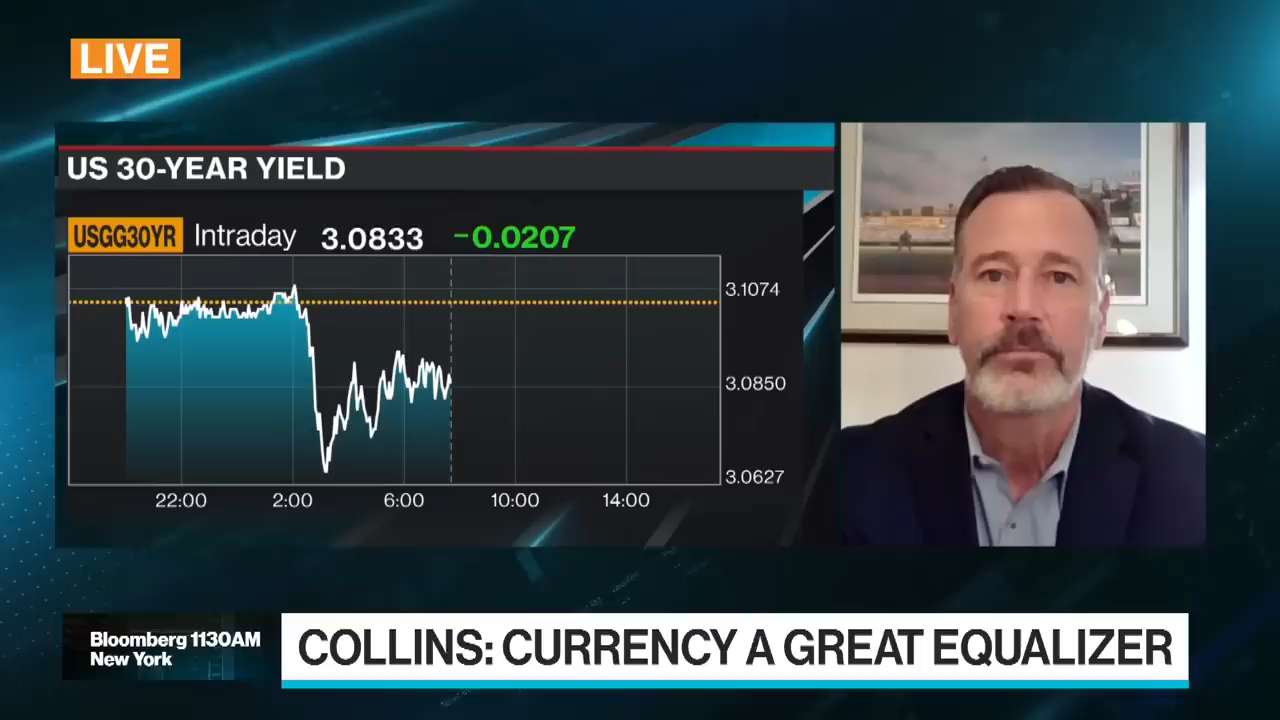 LIVE
US 30-YEAR YIELD
USGG30YR Intraday 3.0833 -0.0207
3.1074
3.0850
3.0627
22:00 2:00 6:00 10:00 14:00
Bloomberg 1130AM
New York
COLLINS: CURRENCY A GREAT EQUALIZER